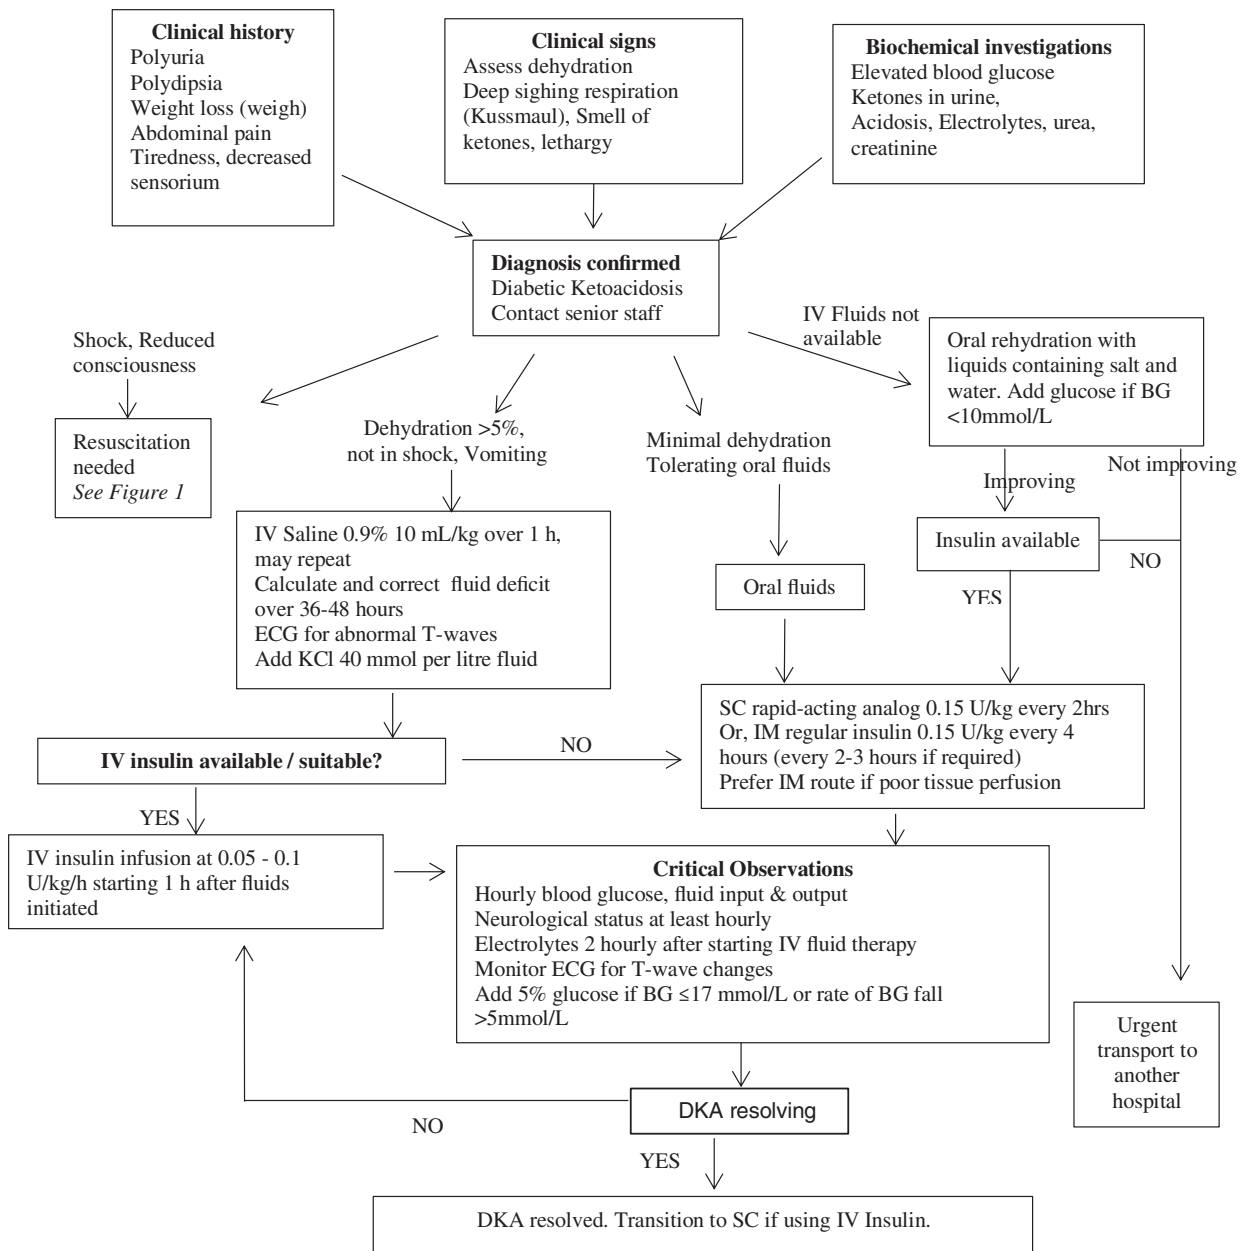 Clinical history
Polyuria
Polydipsia
Weight loss (weigh)
Abdominal pain
Tiredness, decreased
sensorium
Clinical signs
Assess dehydration
Deep sighing respiration
(Kussmaul), Smell of
ketones, lethargy
Biochemical investigations
Elevated blood glucose
Ketones in urine,
Acidosis, Electrolytes, urea,
creatinine
Diagnosis confirmed
Diabetic Ketoacidosis
Contact senior staff
Shock, Reduced
consciousness
Resuscitation
needed
See Figure 1
Dehydration >5%,
not in shock, Vomiting
Minimal dehydration
Tolerating oral fluids
IV Fluids not
available
Oral rehydration with
liquids containing salt and
water. Add glucose if BG
<10mmol/L
Improving
Not improving
IV Saline 0.9% 10 mL/kg over 1 h,
may repeat
Calculate and correct fluid deficit
over 36-48 hours
ECG for abnormal T-waves
Add KCl 40 mmol per litre fluid
Oral fluids
Insulin available
NO
YES
SC rapid-acting analog 0.15 U/kg every 2hrs
Or, IM regular insulin 0.15 U/kg every 4
hours (every 2-3 hours if required)
Prefer IM route if poor tissue perfusion
IV insulin available / suitable?
NO
YES
IV insulin infusion at 0.05 - 0.1
U/kg/h starting 1 h after fluids
initiated
Critical Observations
Hourly blood glucose, fluid input & output
Neurological status at least hourly
Electrolytes 2 hourly after starting IV fluid therapy
Monitor ECG for T-wave changes
Add 5% glucose if BG ≤17 mmol/L or rate of BG fall
>5mmol/L
Urgent
transport to
another
hospital
DKA resolving
NO
YES
DKA resolved. Transition to SC if using IV Insulin.